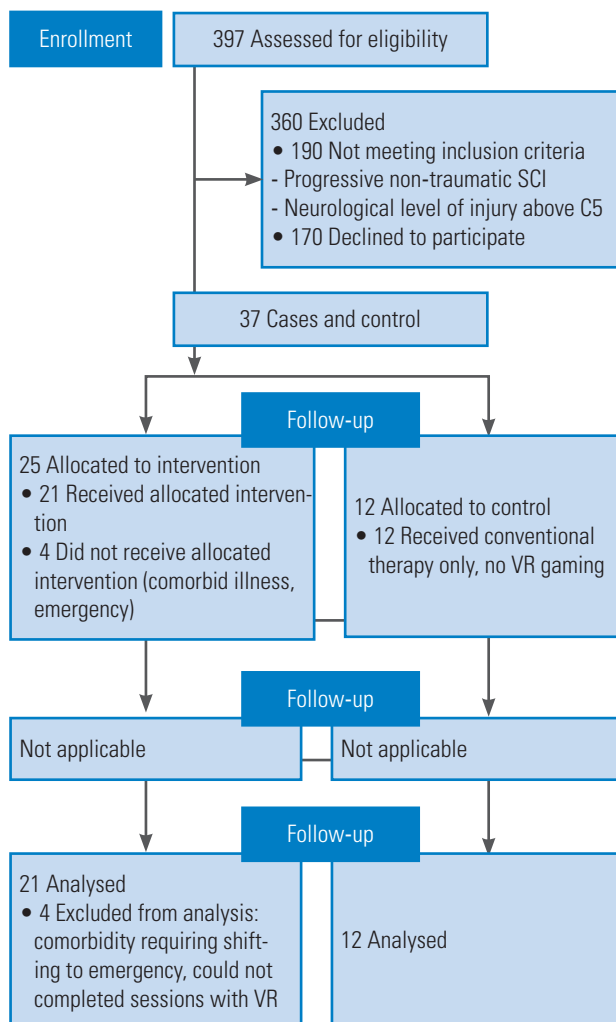 Enrollment
397 Assessed for eligibility
360 Excluded
• 190 Not meeting inclusion criteria
- Progressive non-traumatic SCI
- Neurological level of injury above C5
• 170 Declined to participate
37 Cases and control
Follow-up
25 Allocated to intervention
• 21 Received allocated interven-
tion
• 4 Did not receive allocated
intervention (comorbid illness,
emergency)
12 Allocated to control
• 12 Received conventional
therapy only, no VR gaming
Follow-up
Not applicable
Not applicable
Follow-up
21 Analysed
• 4 Excluded from analysis:
comorbidity requiring shift-
ing to emergency, could not
completed sessions with VR
12 Analysed